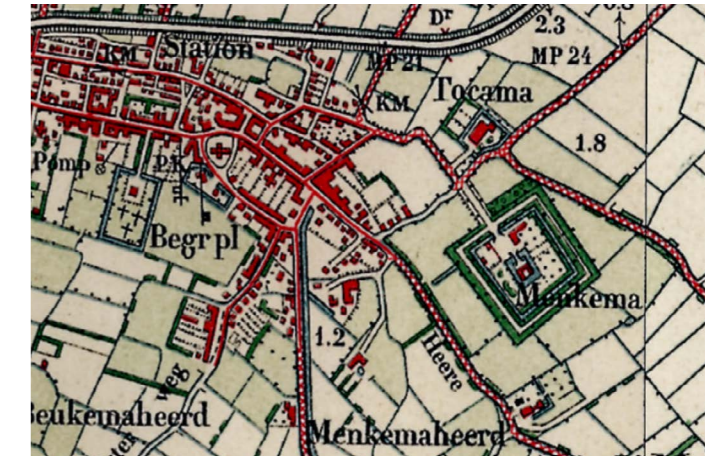 Dr
2.3
KM
Station
MP 21
MP 24
KM
Tocama
1.8
Pomp
P.K
Begr pl
Menkema
1.2
Heere
weg
Beukemaheerd
Menkemaheerd